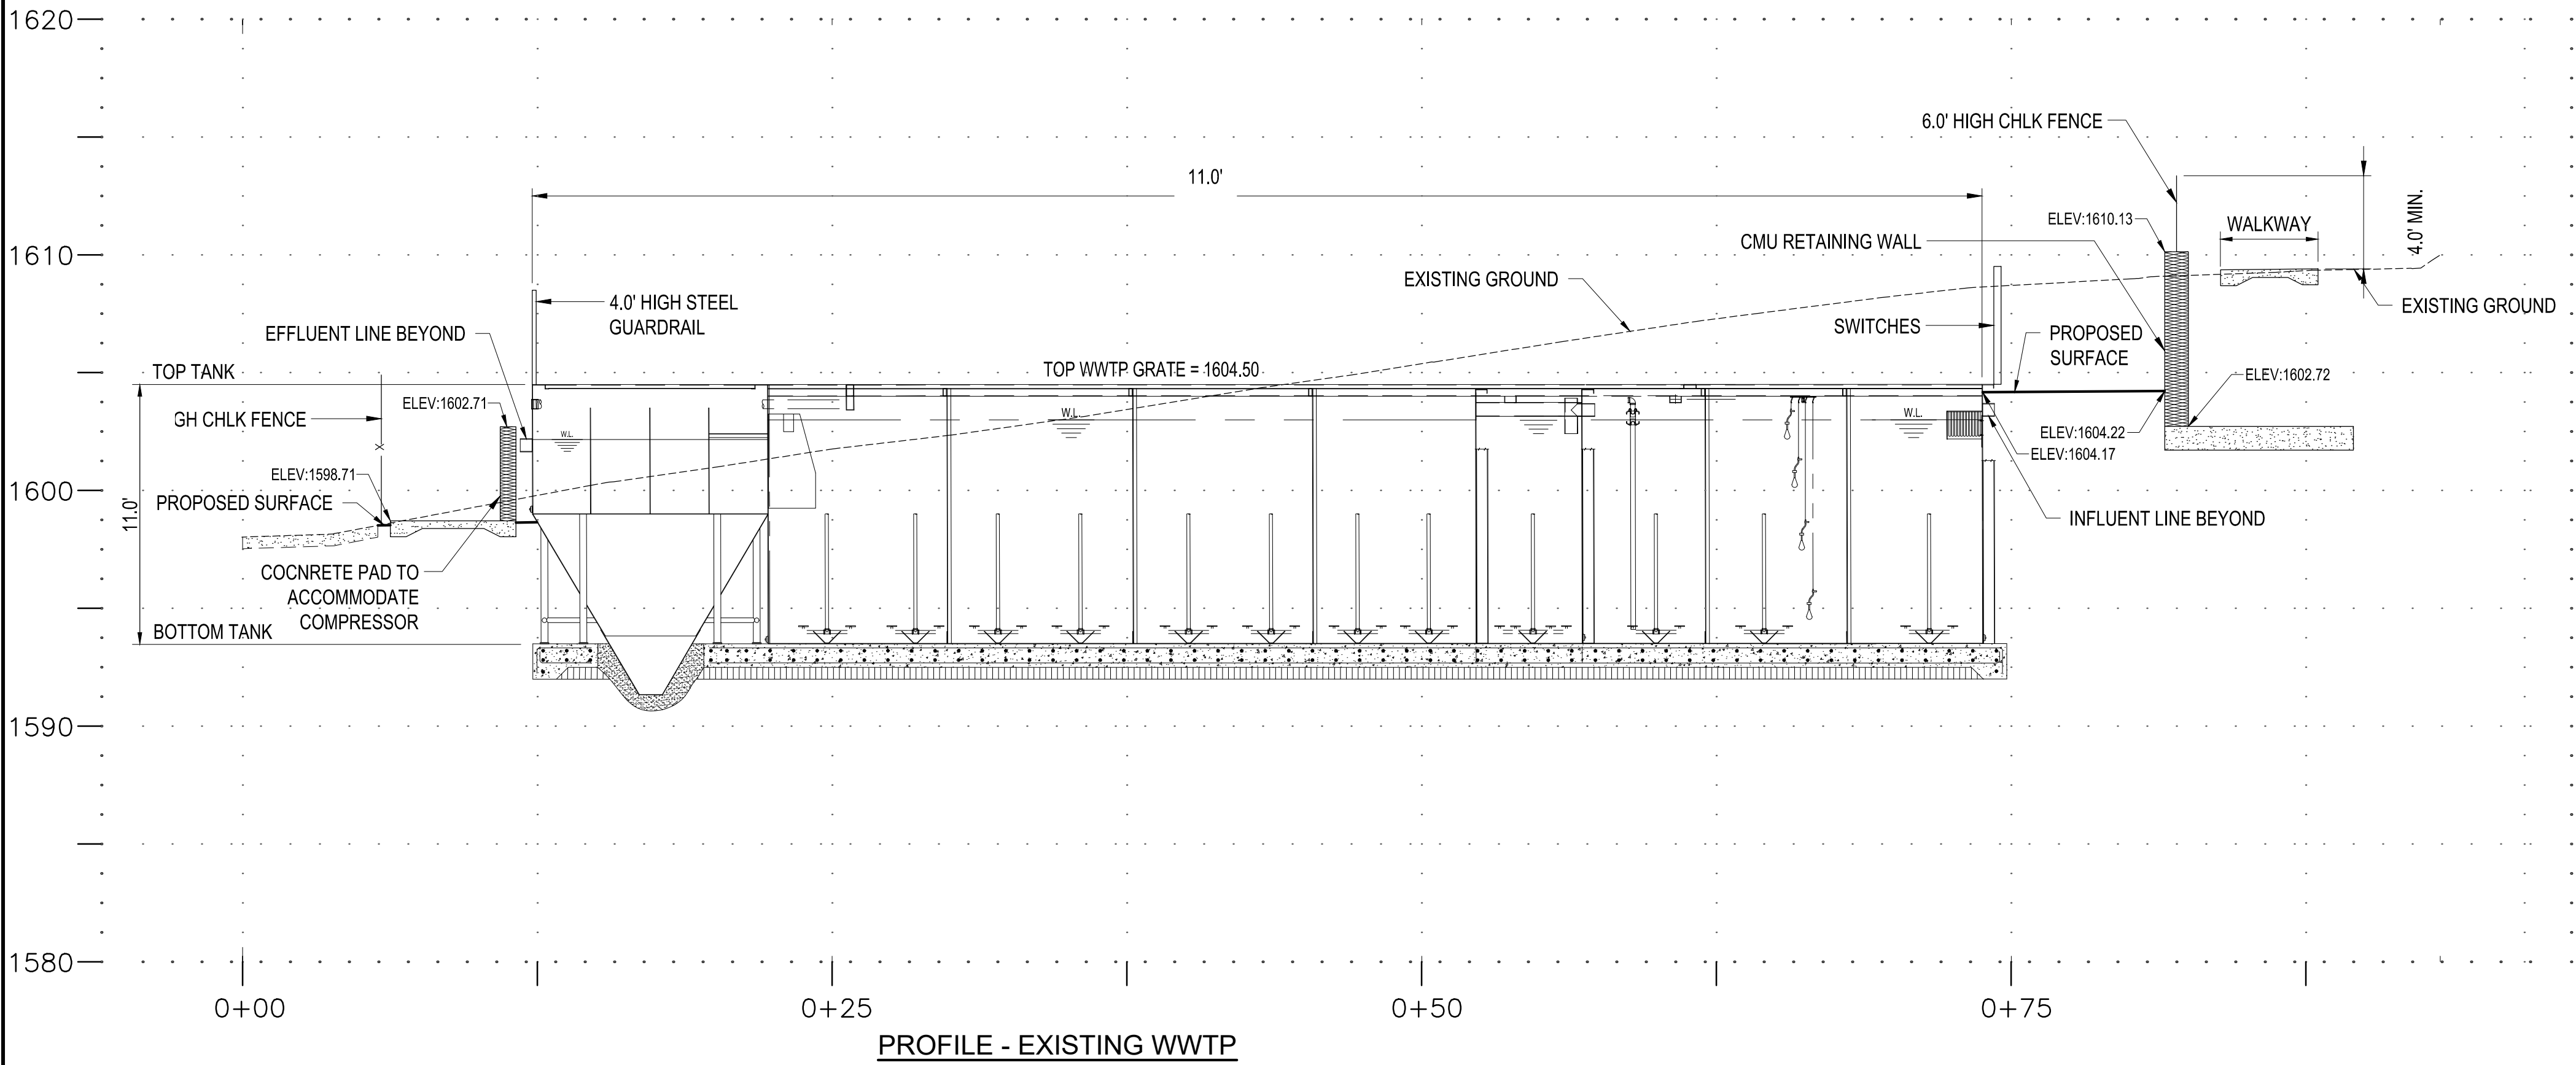 1620
6.0' HIGH CHLK FENCE
11.0'
4.0' MIN.
ELEV:1610.13
WALKWAY
1610
CMU RETAINING WALL
EXISTING GROUND
4.0' HIGH STEEL
GUARDRAIL
EXISTING GROUND
EFFLUENT LINE BEYOND
SWITCHES
PROPOSED
SURFACE
TOP TANK
TOP WWTP GRATE = 1604.50
ELEV:1602.72
GH CHLK FENCE
ELEV:1602.71
W.L.
W.L.
W.L.
X
ELEV:1604.22
ELEV:1604.17
ELEV:1598.71
1600
PROPOSED SURFACE
11.0'
INFLUENT LINE BEYOND
COCNRETE PAD TO
ACCOMMODATE
COMPRESSOR
BOTTOM TANK
1590
1580
0+00
0+25
0+50
0+75
PROFILE - EXISTING WWTP